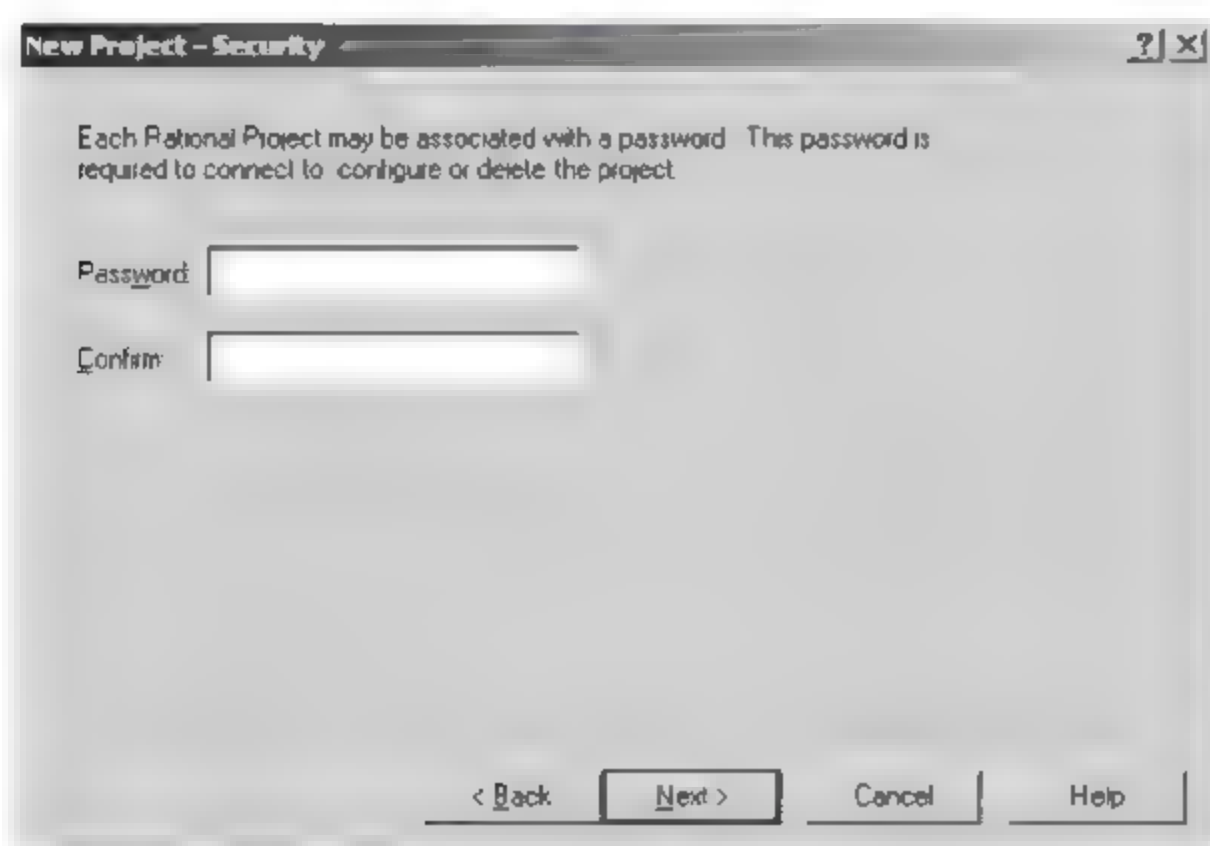 New Project - Security
? ×
Each Rational Project may be associated with a password This password is
required to connect to configure or delete the project
Password:
Confirm:
< Back Next > Cancel Help